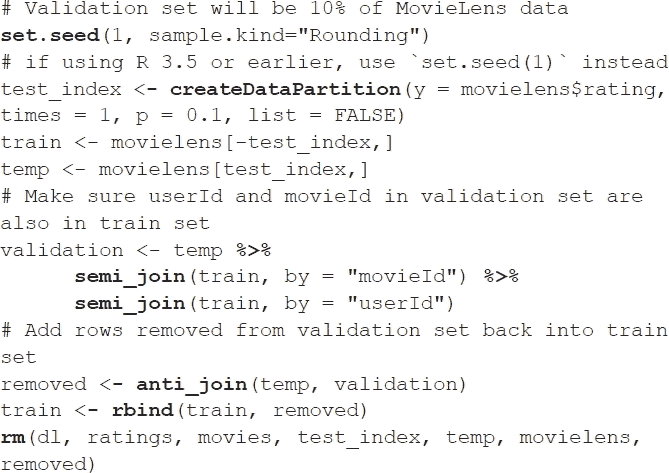 # Validation set will be 10% of MovieLens data
set.seed(1, sample.kind="Rounding")
# if using R 3.5 or earlier, use `set.seed(1)` instead
test_index <- createDataPartition(y = movielens$rating,
times = 1, p = 0.1, list = FALSE)
train <- movielens[-test_index,]
temp <- movielens[test_index,]
# Make sure userId and movieId in validation set are
also in train set
validation <- temp %>%
semi_join(train, by = "movieId") %>%
semi_join(train, by = "userId")
# Add rows removed from validation set back into train
set
removed <- anti_join(temp, validation)
train <- rbind(train, removed)
rm(dl, ratings, movies, test_index, temp, movielens,
removed)